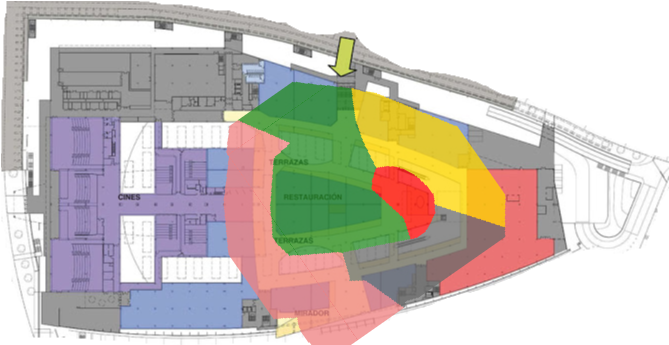 TERRAZAS
CINES
RESTAURACIÓN
TERRAZAS
MIRADOR